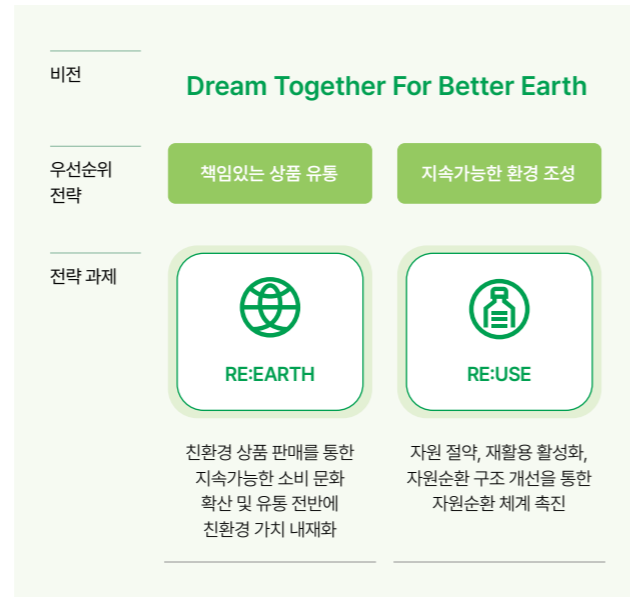 비전
Dream Together For Better Earth
우선순위
전략
책임있는 상품 유통
지속가능한 환경 조성
전략 과제
RE:EARTH
RE:USE
친환경 상품 판매를 통한
지속가능한 소비 문화
확산 및 유통 전반에
친환경 가치 내재화
자원 절약, 재활용 활성화,
자원순환 구조 개선을 통한
자원순환 체계 촉진